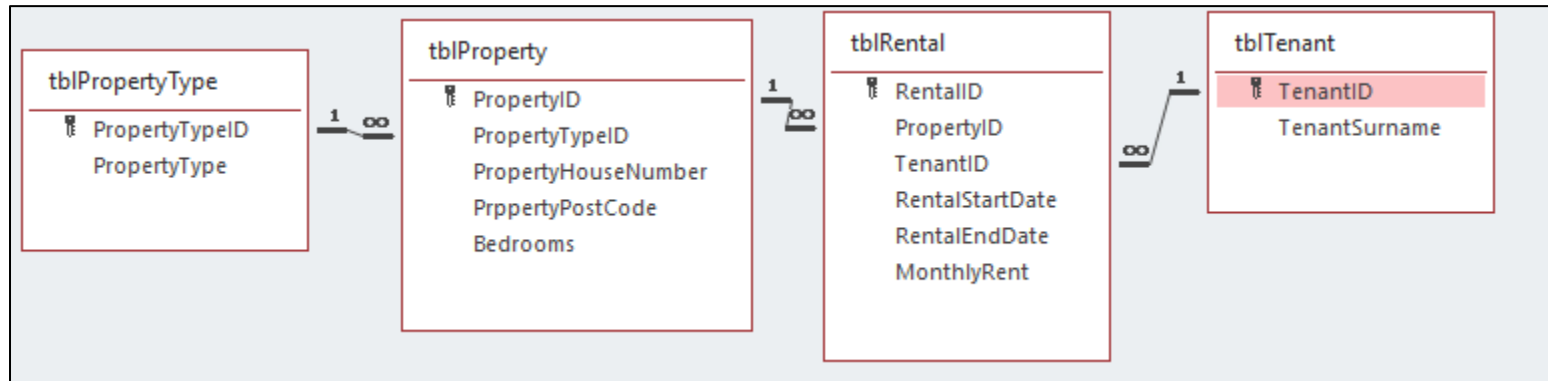 tblPropertyType
PropertyTypeID
PropertyType
1
∞
tblProperty
PropertyID
PropertyTypeID
PropertyHouseNumber
PrppertyPostCode
Bedrooms
1
∞
tblRental
RentalID
PropertyID
TenantID
RentalStartDate
RentalEndDate
MonthlyRent
∞
1
tblTenant
TenantID
TenantSurname